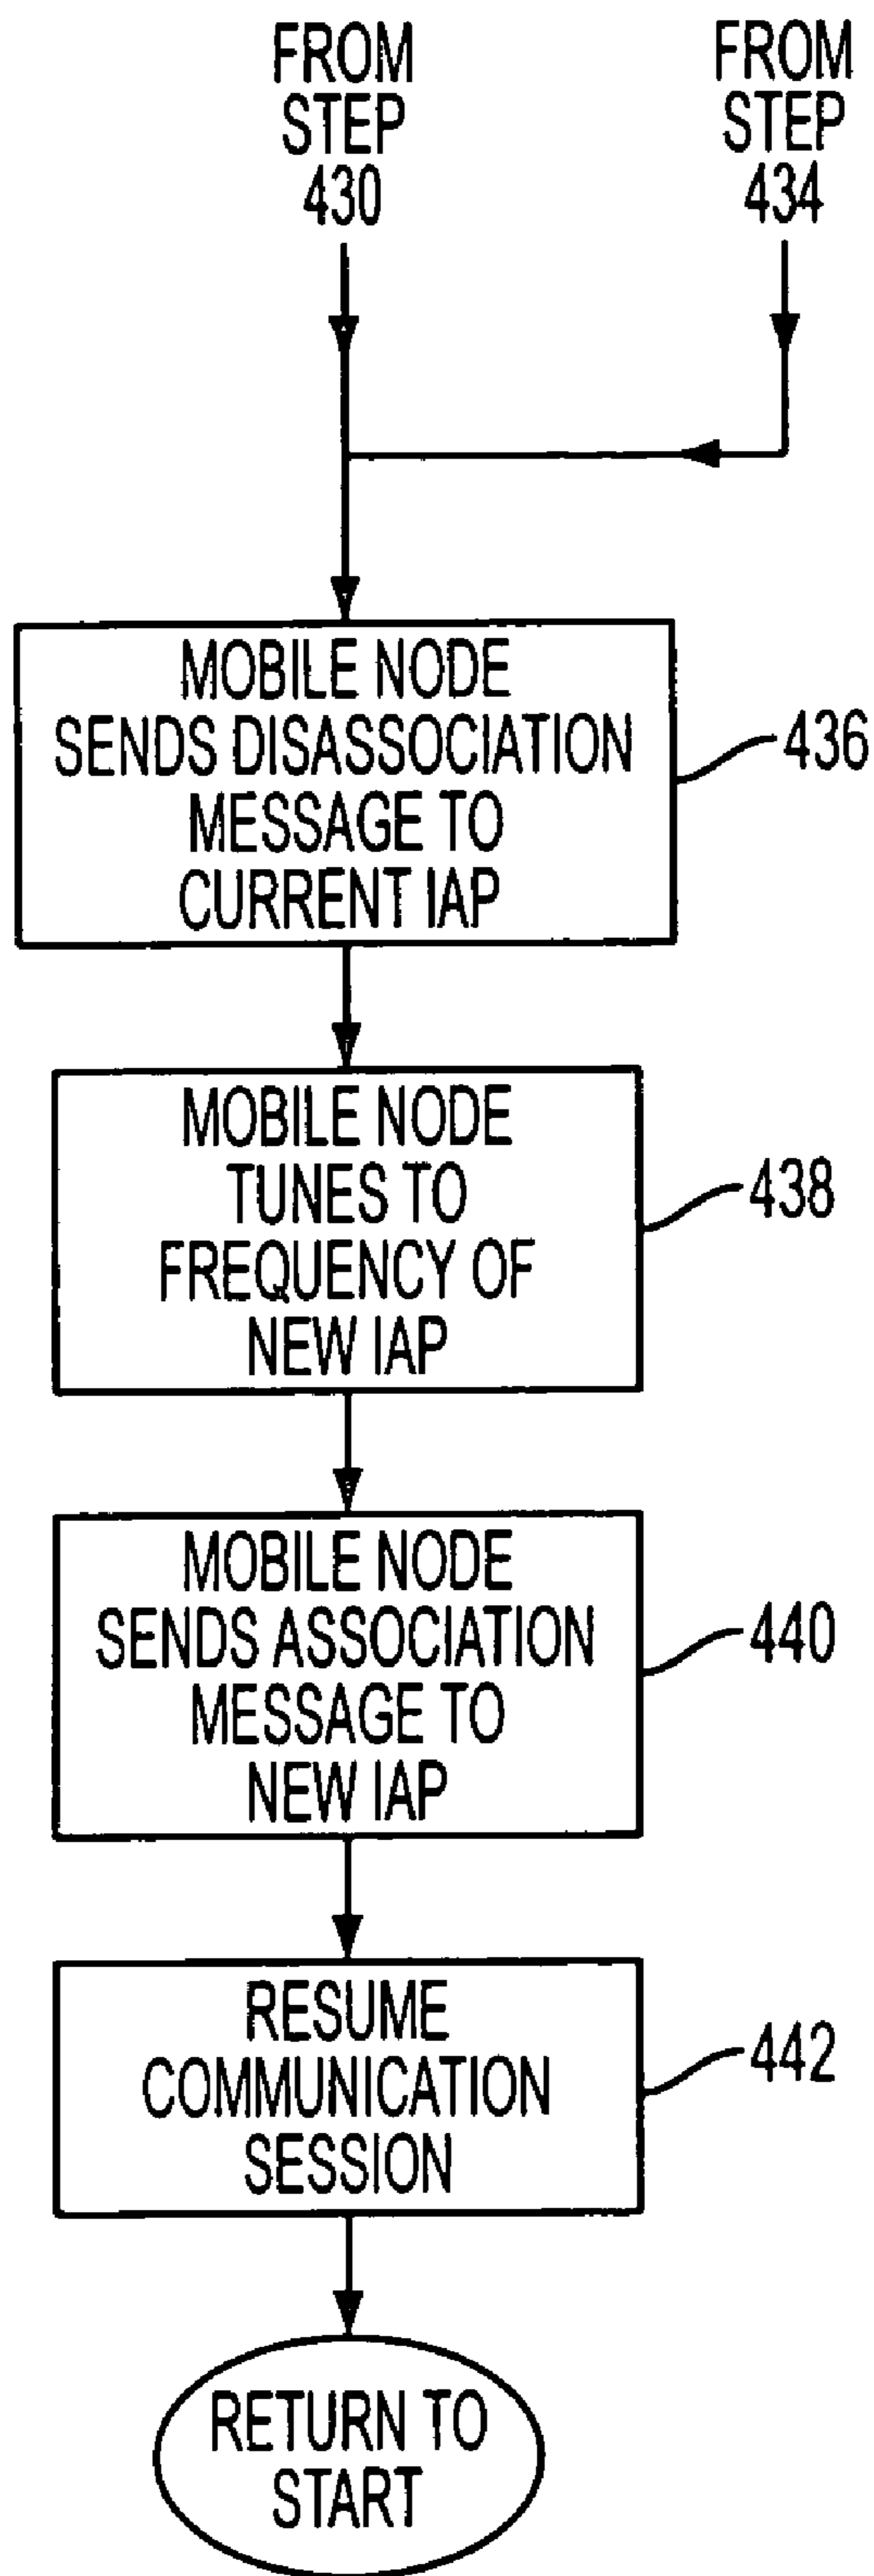 FROM
STEP
430
FROM
STEP
434
MOBILE NODE
SENDS DISASSOCIATION
MESSAGE TO
CURRENT IAP
436
MOBILE NODE
TUNES TO
FREQUENCY OF
NEW IAP
438
MOBILE NODE
SENDS ASSOCIATION
MESSAGE TO
NEW IAP
440
RESUME
COMMUNICATION
SESSION
442
RETURN TO
START